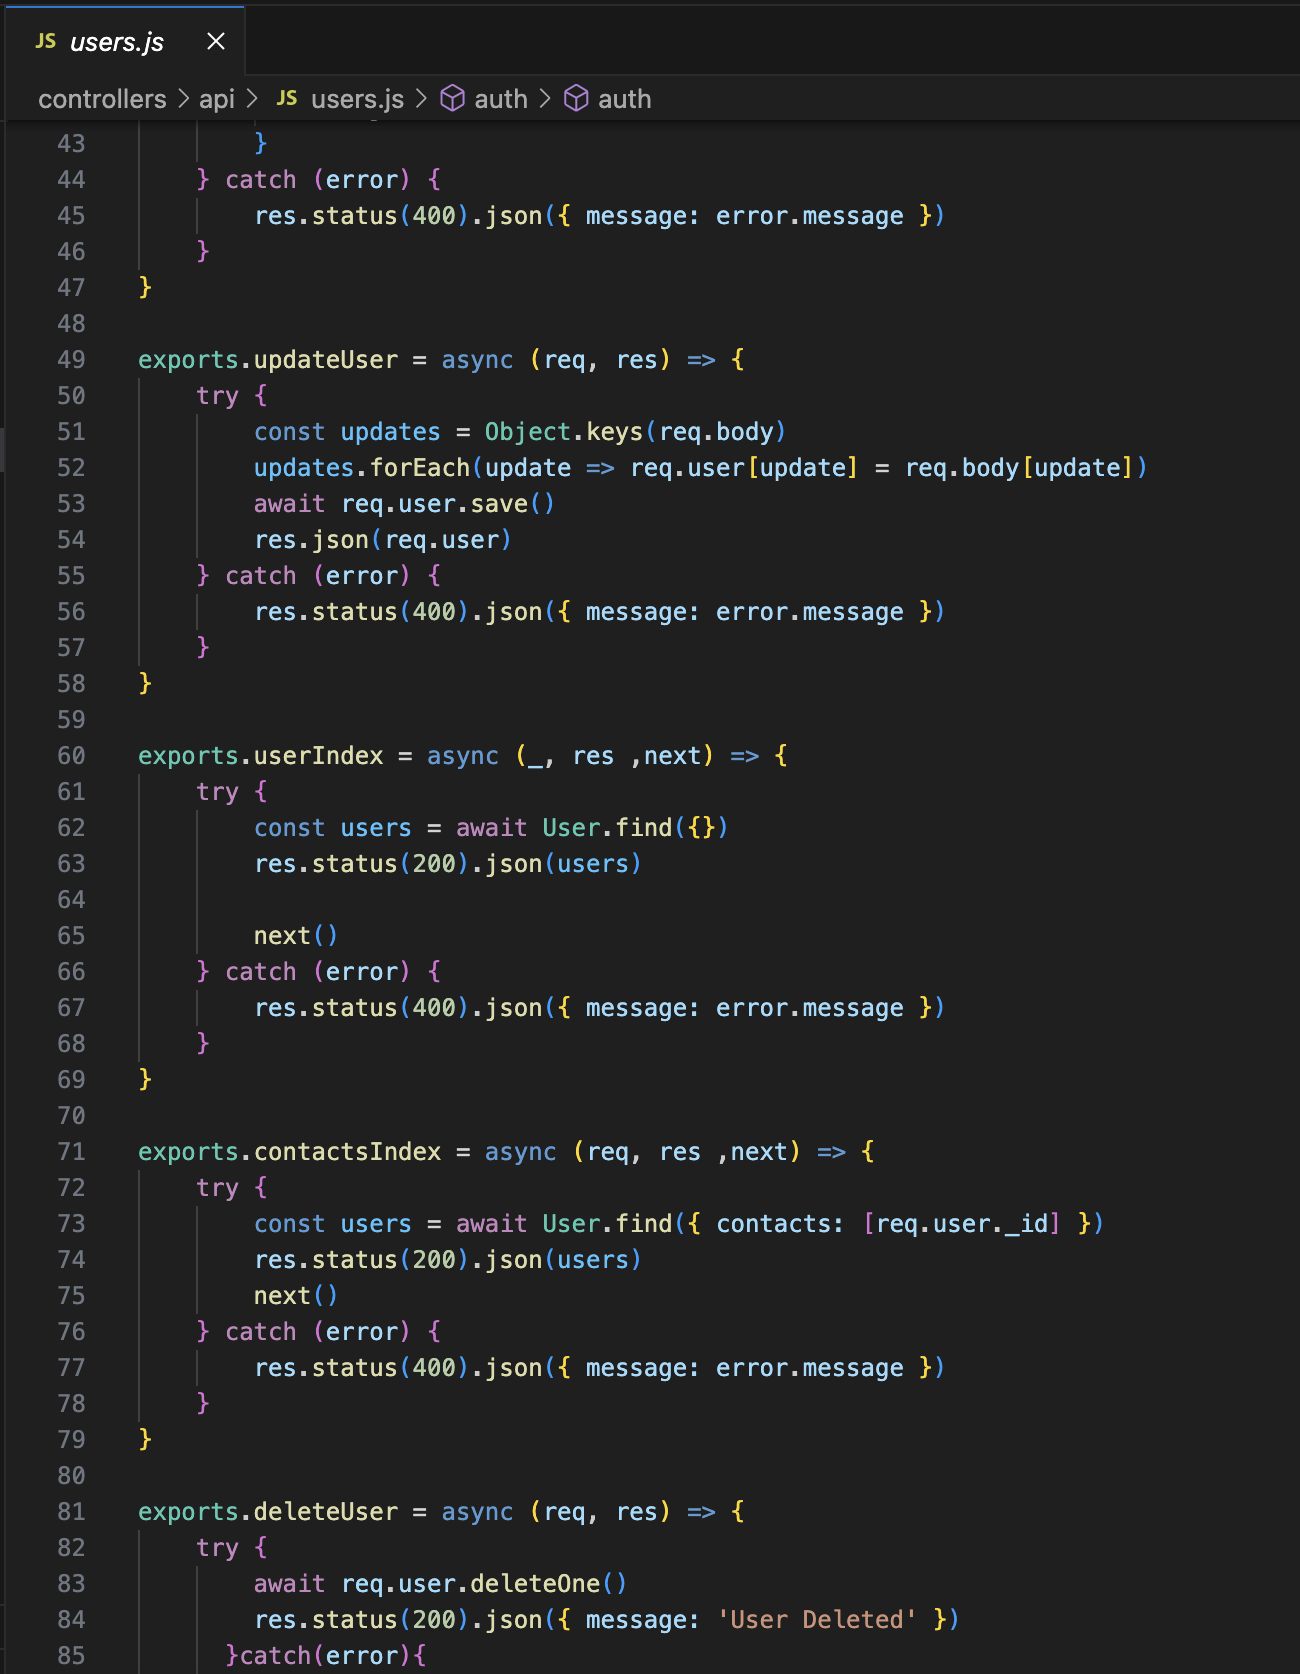 JS users.js ×
controllers > api > JS users.js > auth > auth
43 }
44 } catch (error) {
45 res.status(400).json({ message: error.message })
46 }
47 }
48
49 exports.updateUser = async (req, res) => {
50 try {
51 const updates = Object.keys(req.body)
52 updates.forEach(update => req.user[update] = req.body[update])
53 await req.user.save()
54 res.json(req.user)
55 } catch (error) {
56 res.status(400).json({ message: error.message })
57 }
58 }
59
60 exports.userIndex = async (_, res ,next) => {
61 try {
62 const users = await User.find({})
63 res.status(200).json(users)
64
65 next()
66 } catch (error) {
67 res.status(400).json({ message: error.message })
68 }
69 }
70
71 exports.contactsIndex = async (req, res ,next) => {
72 try {
73 const users = await User.find({ contacts: [req.user._id] })
74 res.status(200).json(users)
75 next()
76 } catch (error) {
77 res.status(400).json({ message: error.message })
78 }
79 }
80
81 exports.deleteUser = async (req, res) => {
82 try {
83 await req.user.deleteOne()
84 res.status(200).json({ message: 'User Deleted' })
85 }catch(error){